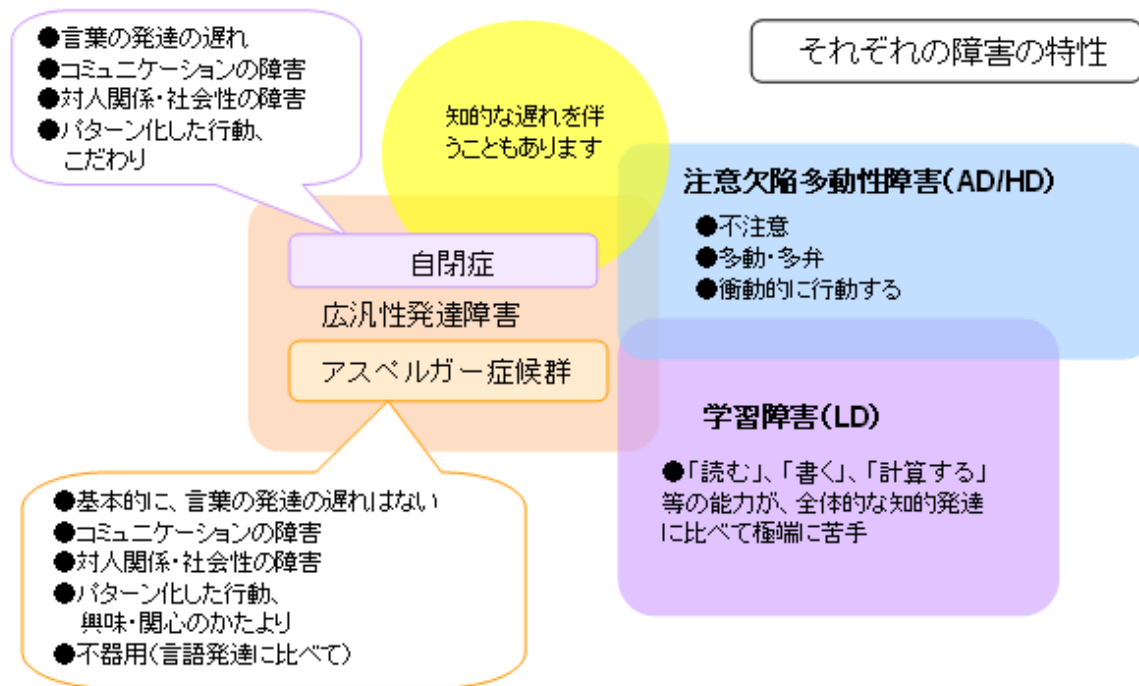 それぞれの障害の特性
●言葉の発達の遅れ
●コミュニケーションの障害
●対人関係・社会性の障害
●パターン化した行動、
こだわり
知的な遅れを伴
うこともあります
自閉症
広汎性発達障害
アスペルガー症候群
注意欠陥多動性障害(AD/HD)
●不注意
●多動・多弁
●衝動的に行動する
学習障害(LD)
●「読む」、「書く」、「計算する」
等の能力が、全体的な知的発達
に比べて極端に苦手
●基本的に、言葉の発達の遅れはない
●コミュニケーションの障害
●対人関係・社会性の障害
●パターン化した行動、
興味・関心のかたより
●不器用(言語発達に比べて)